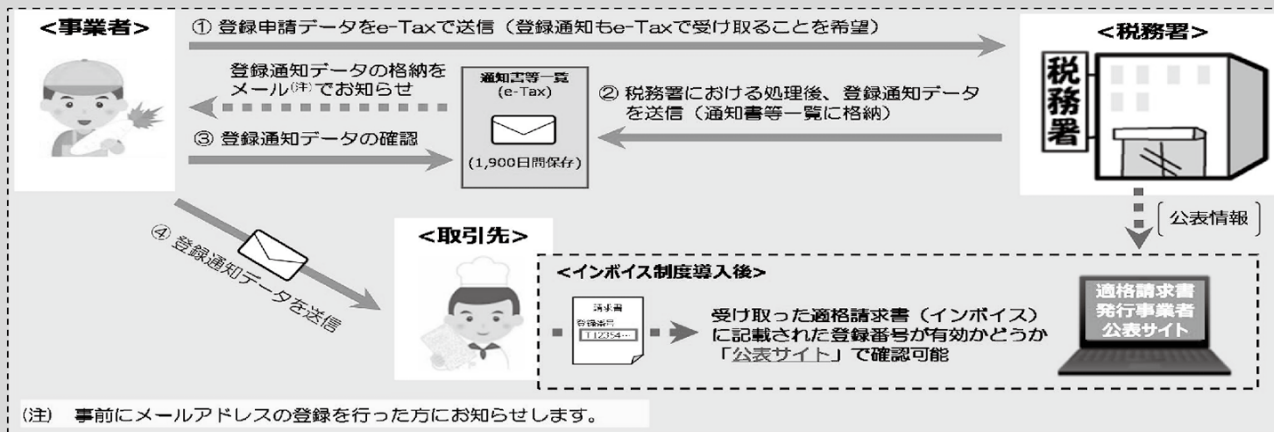 <事業者>
① 登録申請データをe-Taxで送信（登録通知もe-Taxで受け取ることを希望）
<税務署>
税務署
登録通知データの格納を
メール(注)でお知らせ
通知書等一覧
(e-Tax)
(1,900日間保存)
② 税務署における処理後、登録通知データ
を送信（通知書等一覧に格納）
③ 登録通知データの確認
公表情報
④ 登録通知データを送信
<取引先>
<インボイス制度導入後>
請求書
登録番号
T12354…
受け取った適格請求書（インボイス）
に記載された登録番号が有効かどうか
「公表サイト」で確認可能
適格請求書
発行事業者
公表サイト
(注)　事前にメールアドレスの登録を行った方にお知らせします。